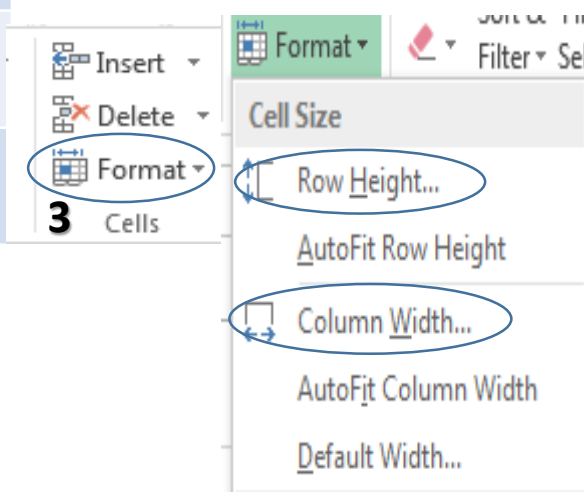 Insert
Delete
Format
3
Cells
Format
Filter
Cell Size
Row Height...
AutoFit Row Height
Column Width...
AutoFit Column Width
Default Width...